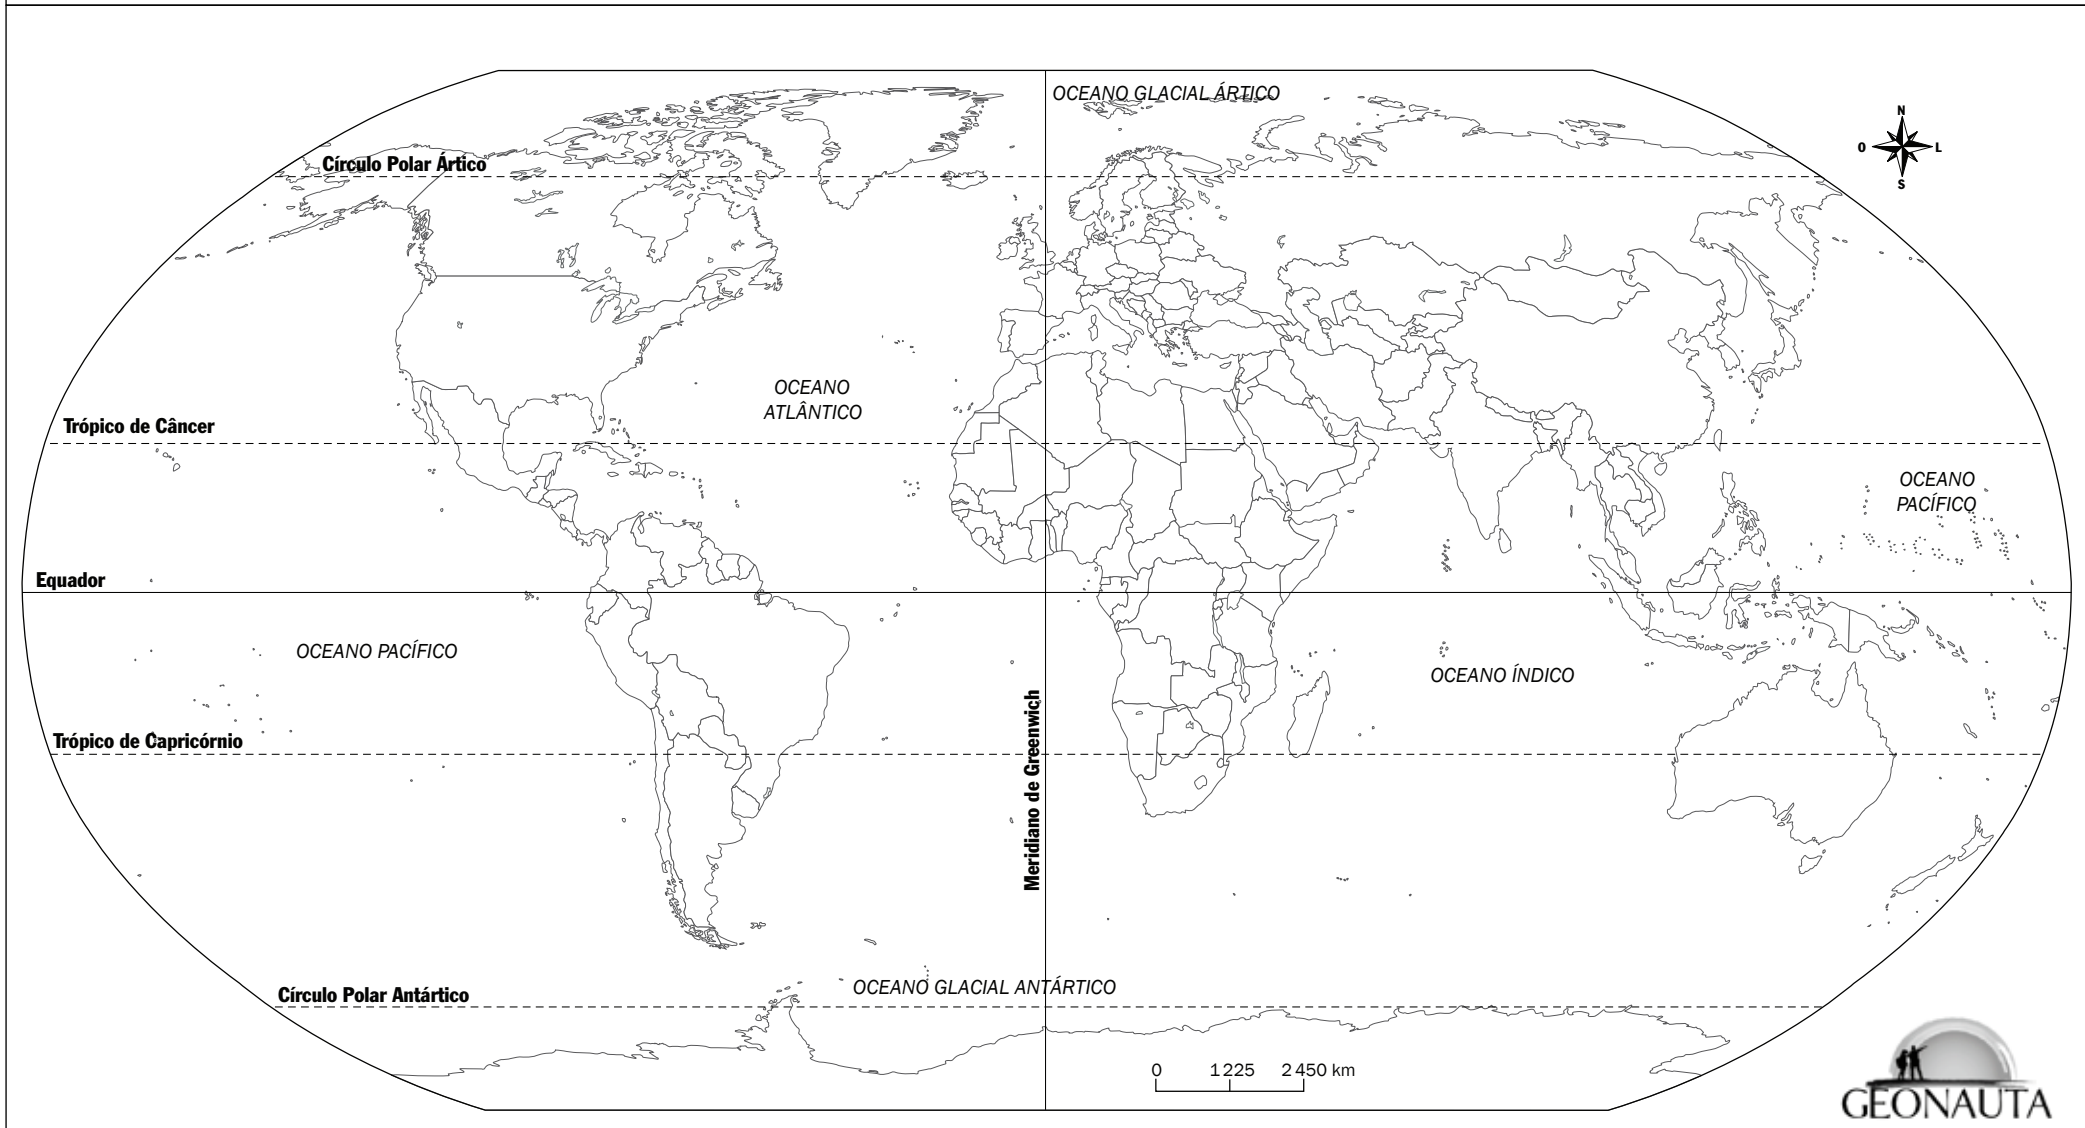 OCEANO GLACIAL ÁRTICO
N
O
L
S
Círculo Polar Ártico
OCEANO
ATLÂNTICO
Trópico de Câncer
OCEANO
PACÍFICO
Equador
OCEANO PACÍFICO
OCEANO ÍNDICO
Trópico de Capricórnio
Meridiano de Greenwich
OCEANO GLACIAL ANTÁRTICO
Círculo Polar Antártico
0 1 225 2 450 km
GEONAUTA